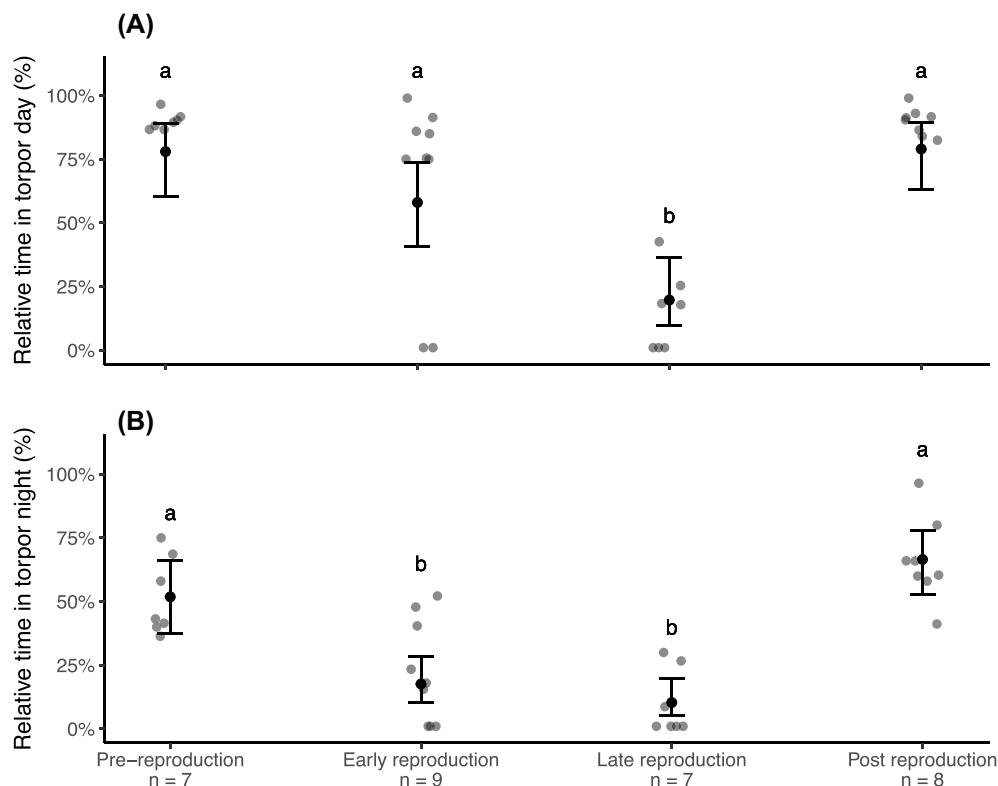 (A)
Relative time in torpor day (%)
100%
75%
50%
25%
0%
a
a
b
a
(B)
Relative time in torpor night (%)
100%
75%
50%
25%
0%
a
b
b
a
Pre−reproduction
n = 7
Early reproduction
n = 9
Late reproduction
n = 7
Post reproduction
n = 8